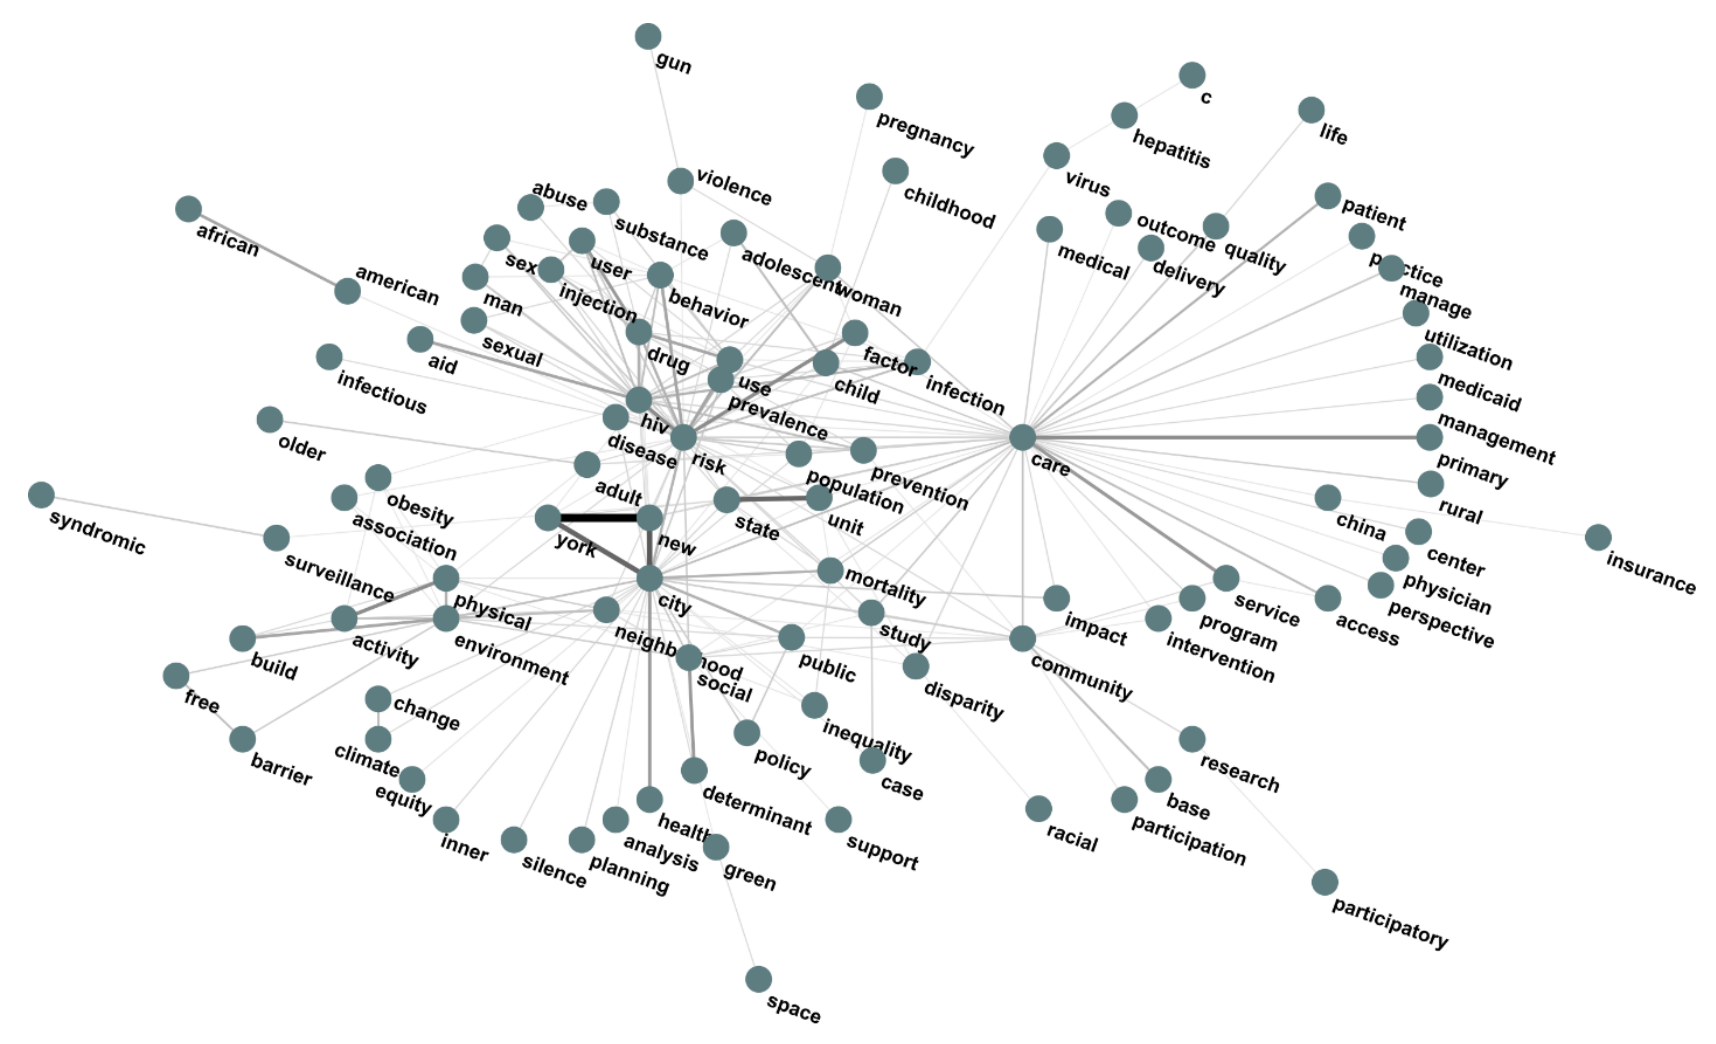 gun
c
pregnancy
hepatitis
life
violence
virus
childhood
abuse
substance
patient
african
outcome
medical
quality
adolescent
sex
user
delivery
practice
american
injection
woman
manage
man
behavior
sexual
utilization
aid
drug
factor
infectious
use
child
infection
medicaid
prevalence
management
older
hiv
disease
risk
care
primary
adult
population
prevention
obesity
rural
syndromic
association
york
new
state
unit
china
center
insurance
surveillance
mortality
physician
physical
city
service
perspective
activity
environment
neighborhood
study
impact
program
access
intervention
build
public
community
social
free
disparity
change
inequality
barrier
climate
policy
case
research
equity
determinant
base
inner
health
racial
participation
silence
planning
analysis
green
support
participatory
space